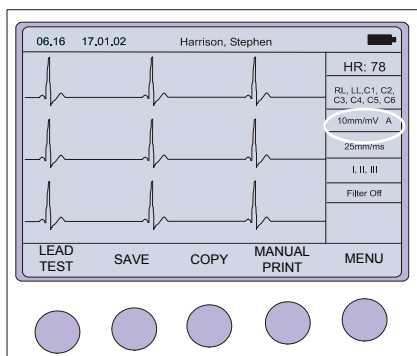 06.16 17.01.02 Harrison, Stephen
HR: 78
RL, LL,C1, C2,
C3, C4, C5, C6
10mm/mV A
25mm/ms
I, II, III
Filter Off
LEAD
TEST
SAVE
COPY
MANUAL
PRINT
MENU